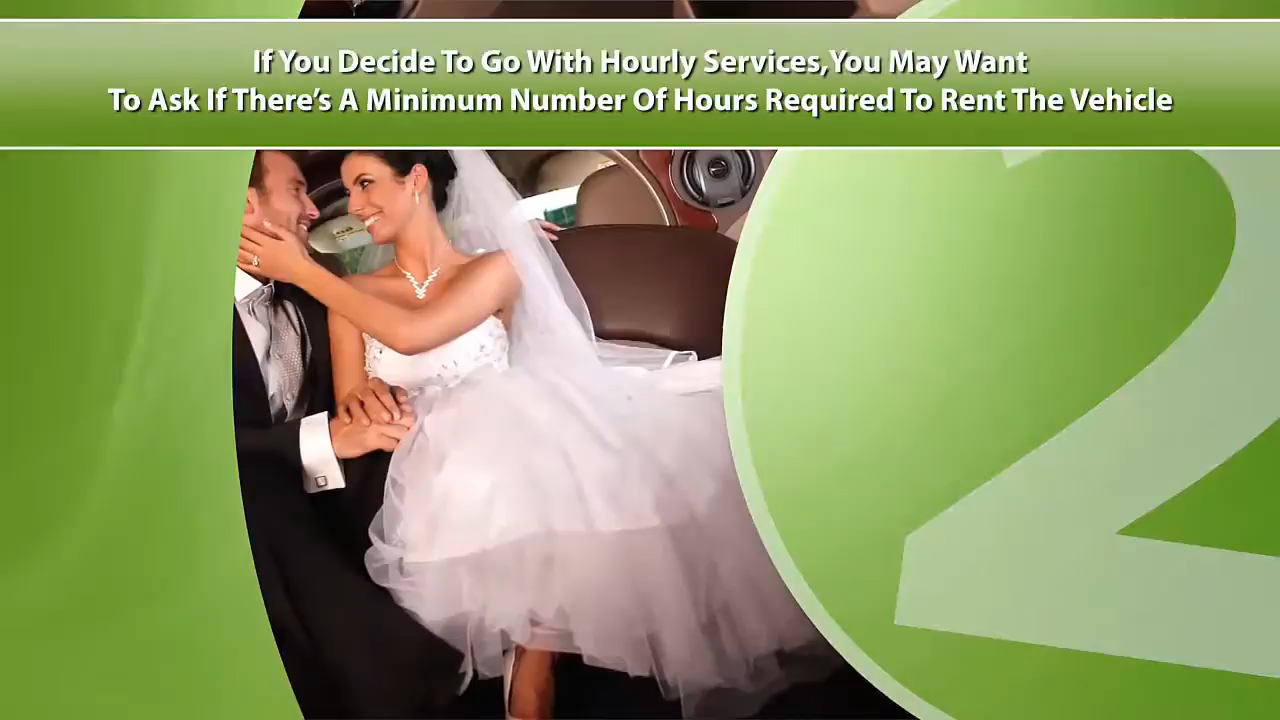 If You Decide To Go With Hourly Services,You May Want
To Ask If There’s A Minimum Number Of Hours Required To Rent The Vehicle
2